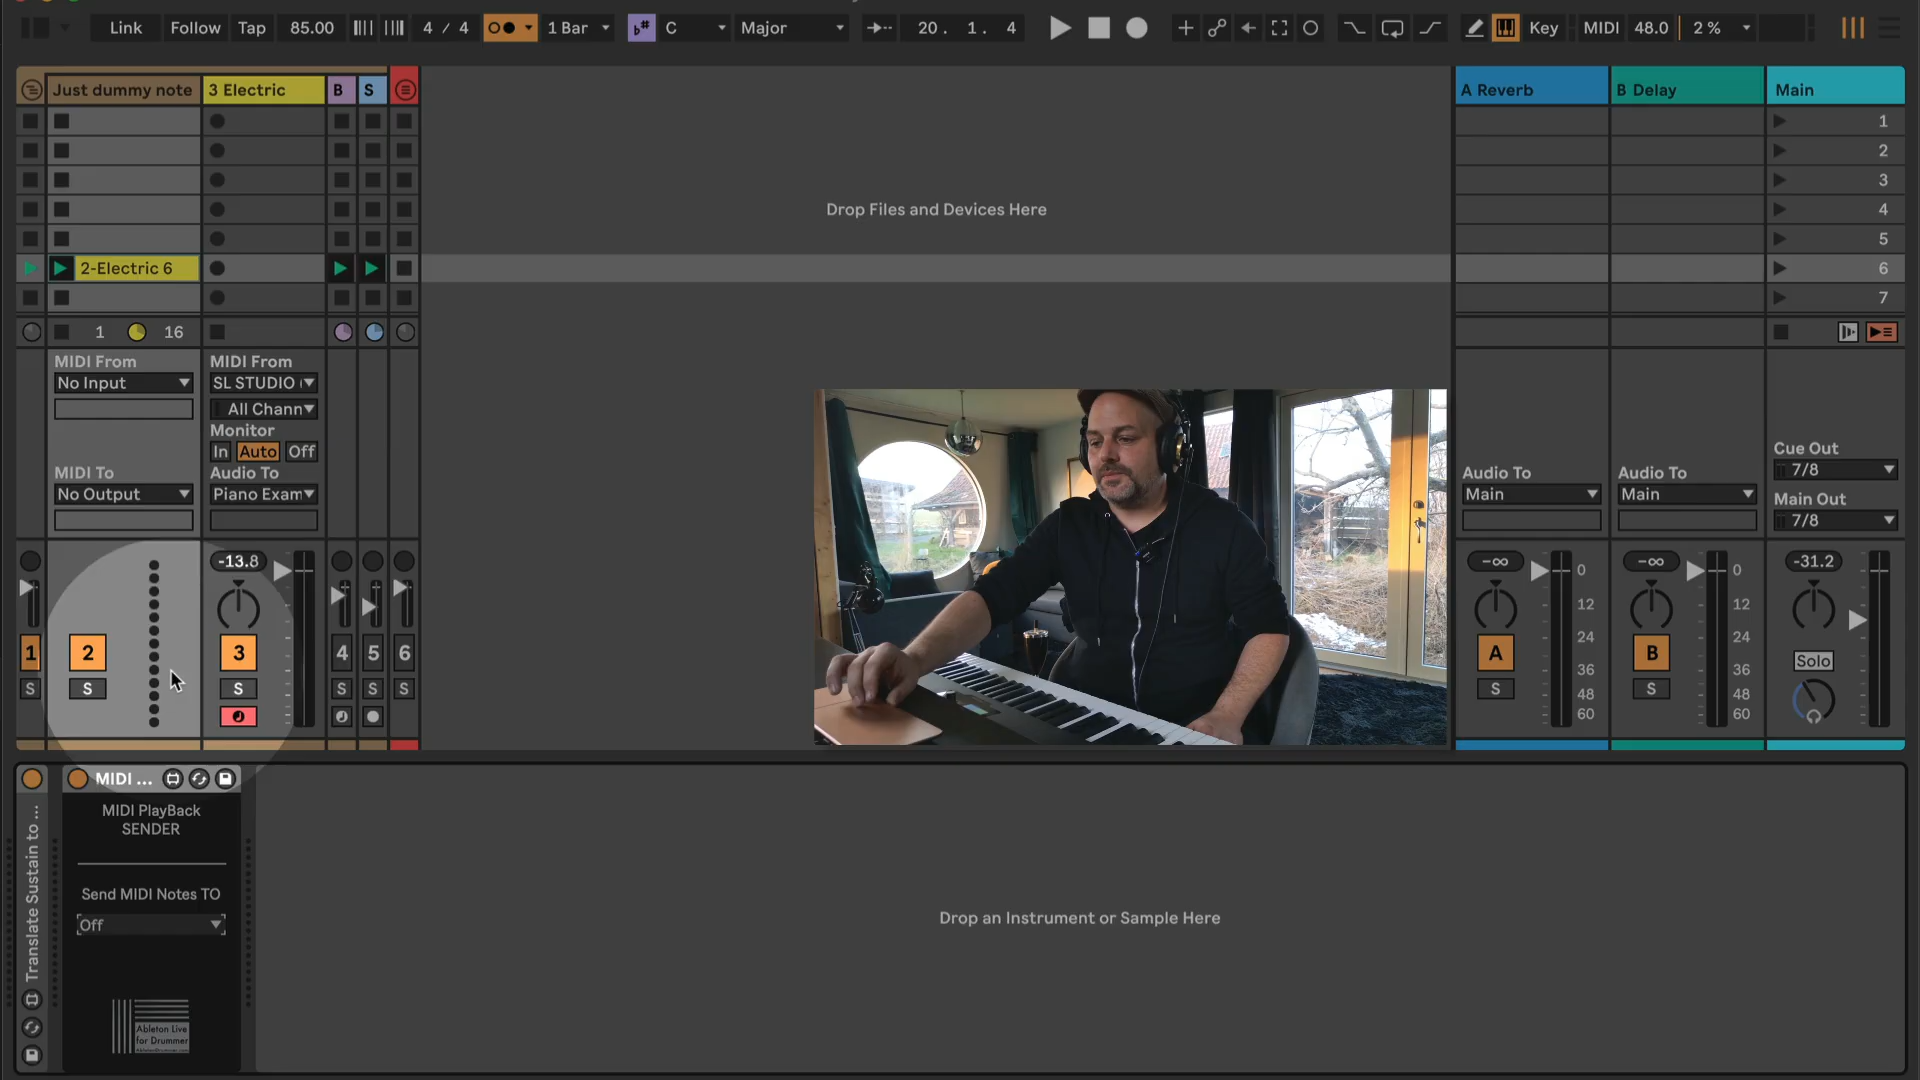 Link Follow Tap 85.00 4 / 4 1 Bar ♭# C Major 20. 1. 4 Key MIDI 48.0 2 %
Just dummy note 3 Electric B S A Reverb B Delay Main
1
2
3
Drop Files and Devices Here 4
5
2-Electric 6 6
7
1 16
MIDI From MIDI From
No Input SL STUDIO
All Chann
Monitor
In Auto Off
Cue Out
7/8
MIDI To Audio To Audio To Audio To
No Output Piano Exam Main Main
Main Out
7/8
-13.8 -∞ -∞ -31.2
0 0
12 12
24 24
36 36
48 48
60 60
1 2 3 4 5 6 A B Solo
S S S S S S S S
MIDI ...
Translate Sustain to ...
MIDI PlayBack
SENDER
Send MIDI Notes TO
Off
Drop an Instrument or Sample Here
Ableton Live
for Drummer